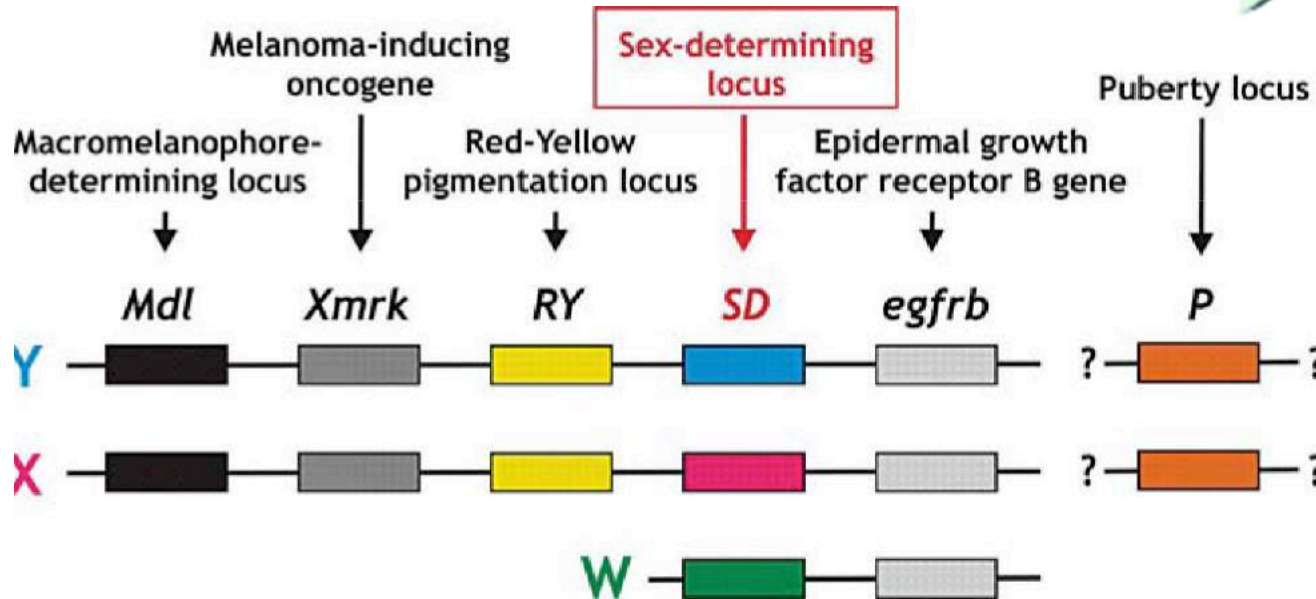 Melanoma-inducing
oncogene
Sex-determining
locus
Puberty locus
Macromelanophore-
determining locus
Red-Yellow
pigmentation locus
Epidermal growth
factor receptor B gene
Mdl Xmrk RY SD egfrb P
Y ? ?
X ? ?
W